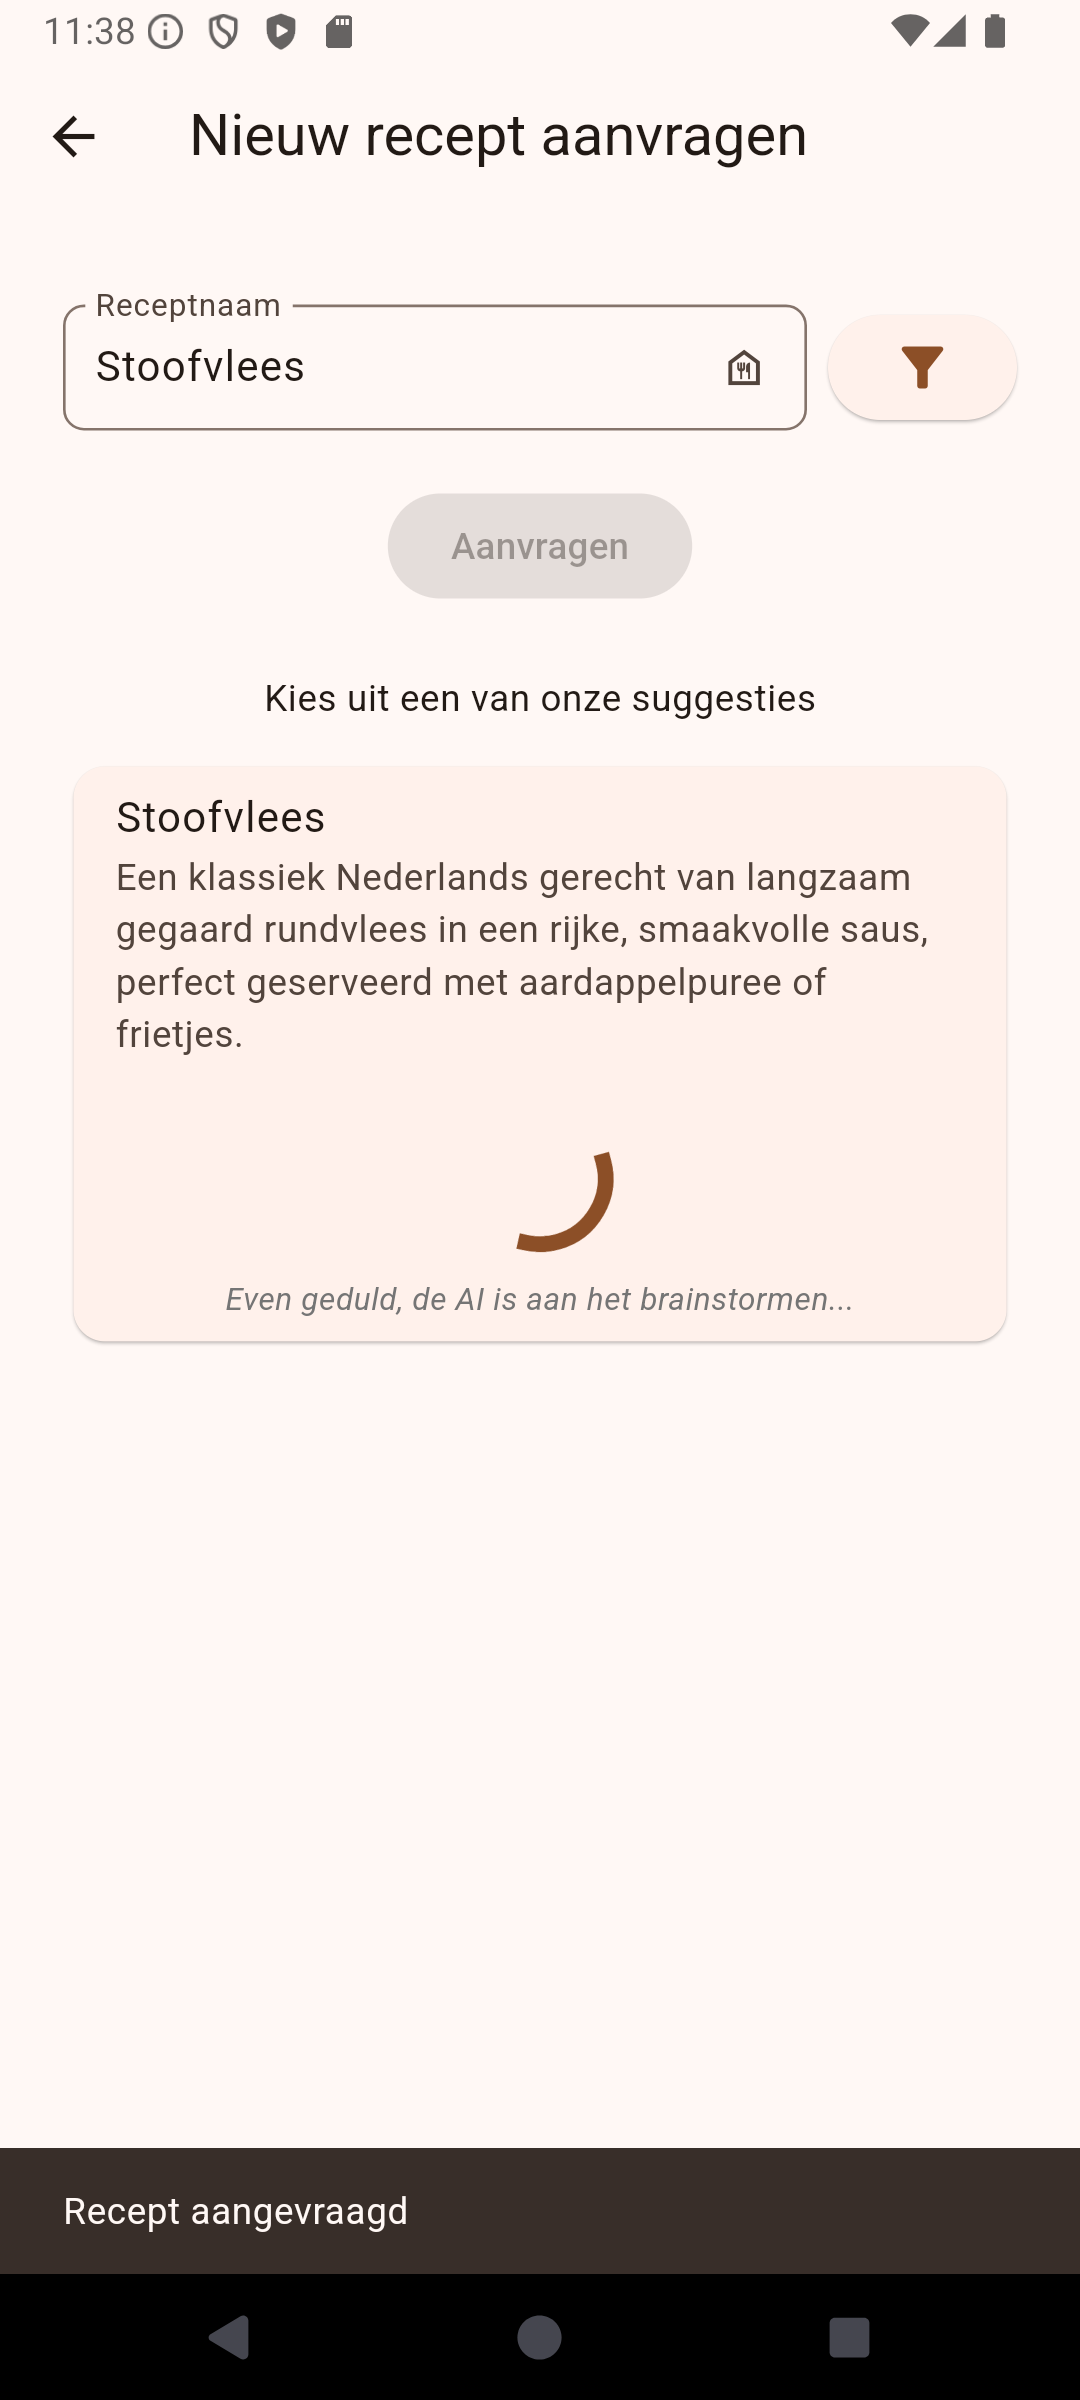 11:38
Nieuw recept aanvragen
Receptnaam
Stoofvlees
Aanvragen
Kies uit een van onze suggesties
Stoofvlees
Een klassiek Nederlands gerecht van langzaam
gegaard rundvlees in een rijke, smaakvolle saus,
perfect geserveerd met aardappelpuree of
frietjes.
Even geduld, de AI is aan het brainstormen...
Recept aangevraagd